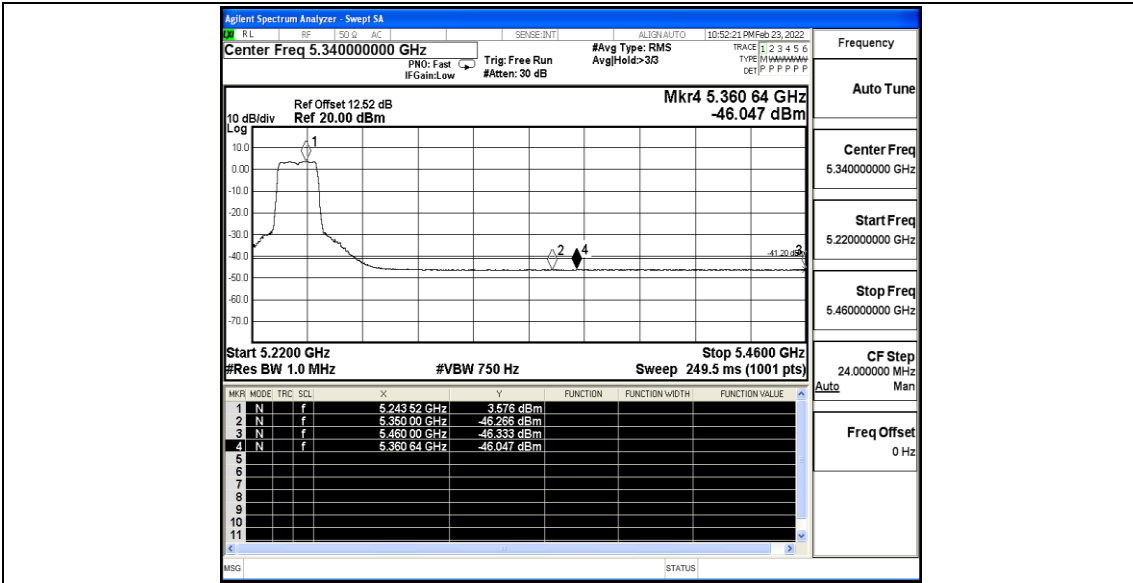 Agilent Spectrum Analyzer - Swept SA
RL RF 50 Ω AC SENSE:INT ALIGNAUTO 10:52:21 PMFeb 23, 2022
Center Freq 5.340000000 GHz
PNO: Fast
IFGain:Low
Trig: Free Run
#Atten: 30 dB
#Avg Type: RMS
Avg|Hold:>3/3
TRACE 1 2 3 4 5 6
TYPE MWWWWW
DET P P P P P P
Frequency
Auto Tune
Center Freq
5.340000000 GHz
Start Freq
5.220000000 GHz
Stop Freq
5.460000000 GHz
CF Step
24.000000 MHz
Auto Man
Freq Offset
0 Hz
Mkr4 5.360 64 GHz
-46.047 dBm
Ref Offset 12.52 dB
10 dB/div Ref 20.00 dBm
Log
10.0
0.00
-10.0
-20.0
-30.0
-40.0
-50.0
-60.0
-70.0
1
2 4
3
Start 5.2200 GHz Stop 5.4600 GHz
#Res BW 1.0 MHz #VBW 750 Hz Sweep 249.5 ms (1001 pts)
MKR MODE TRC SCL X Y FUNCTION FUNCTION WIDTH FUNCTION VALUE
1 N f 5.243 52 GHz 3.576 dBm
2 N f 5.350 00 GHz -46.266 dBm
3 N f 5.460 00 GHz -46.333 dBm
4 N f 5.360 64 GHz -46.047 dBm
5
6
7
8
9
10
11
MSG STATUS